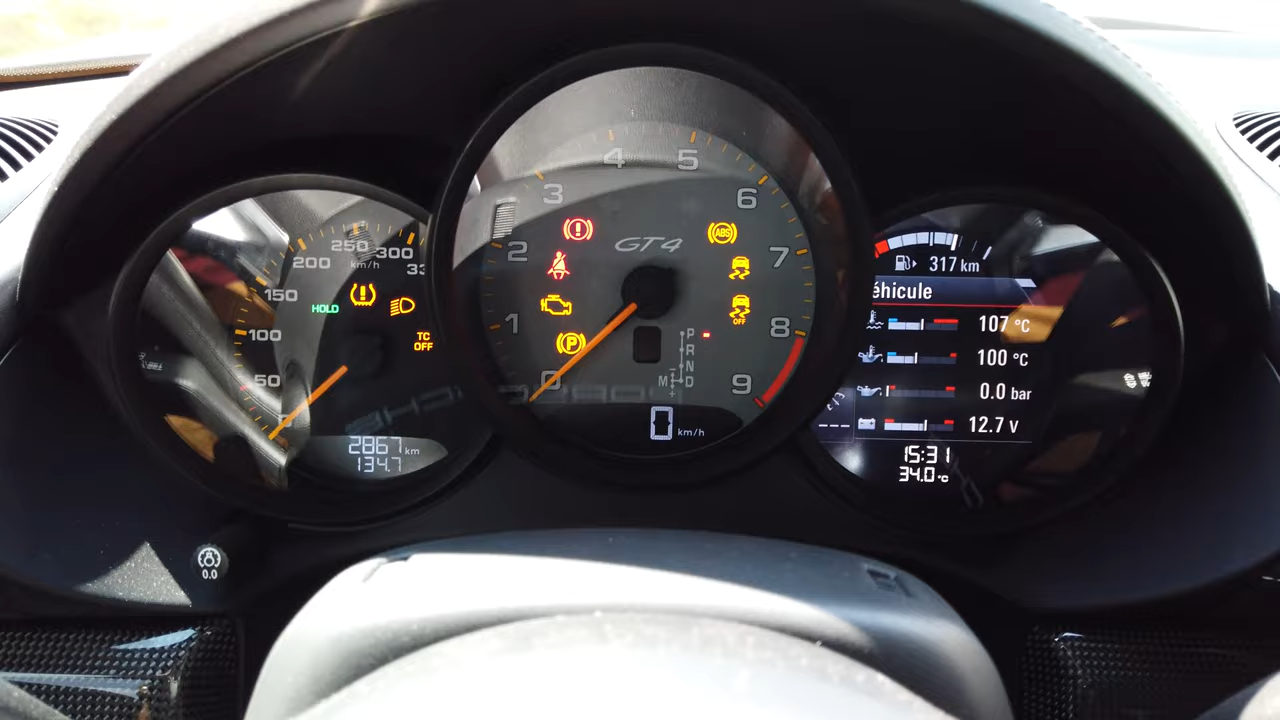 50
100
150
200
250
300
km/h
HOLD
TC
OFF
2867 km
134.7
0.0
0
1
2
3
4
5
6
7
8
9
GT4
ABS
OFF
P
P
R
N
M D
+
0 km/h
317 km
éhicule
107 °C
100 °C
0.0 bar
12.7 V
---
15:31
34.0 °C